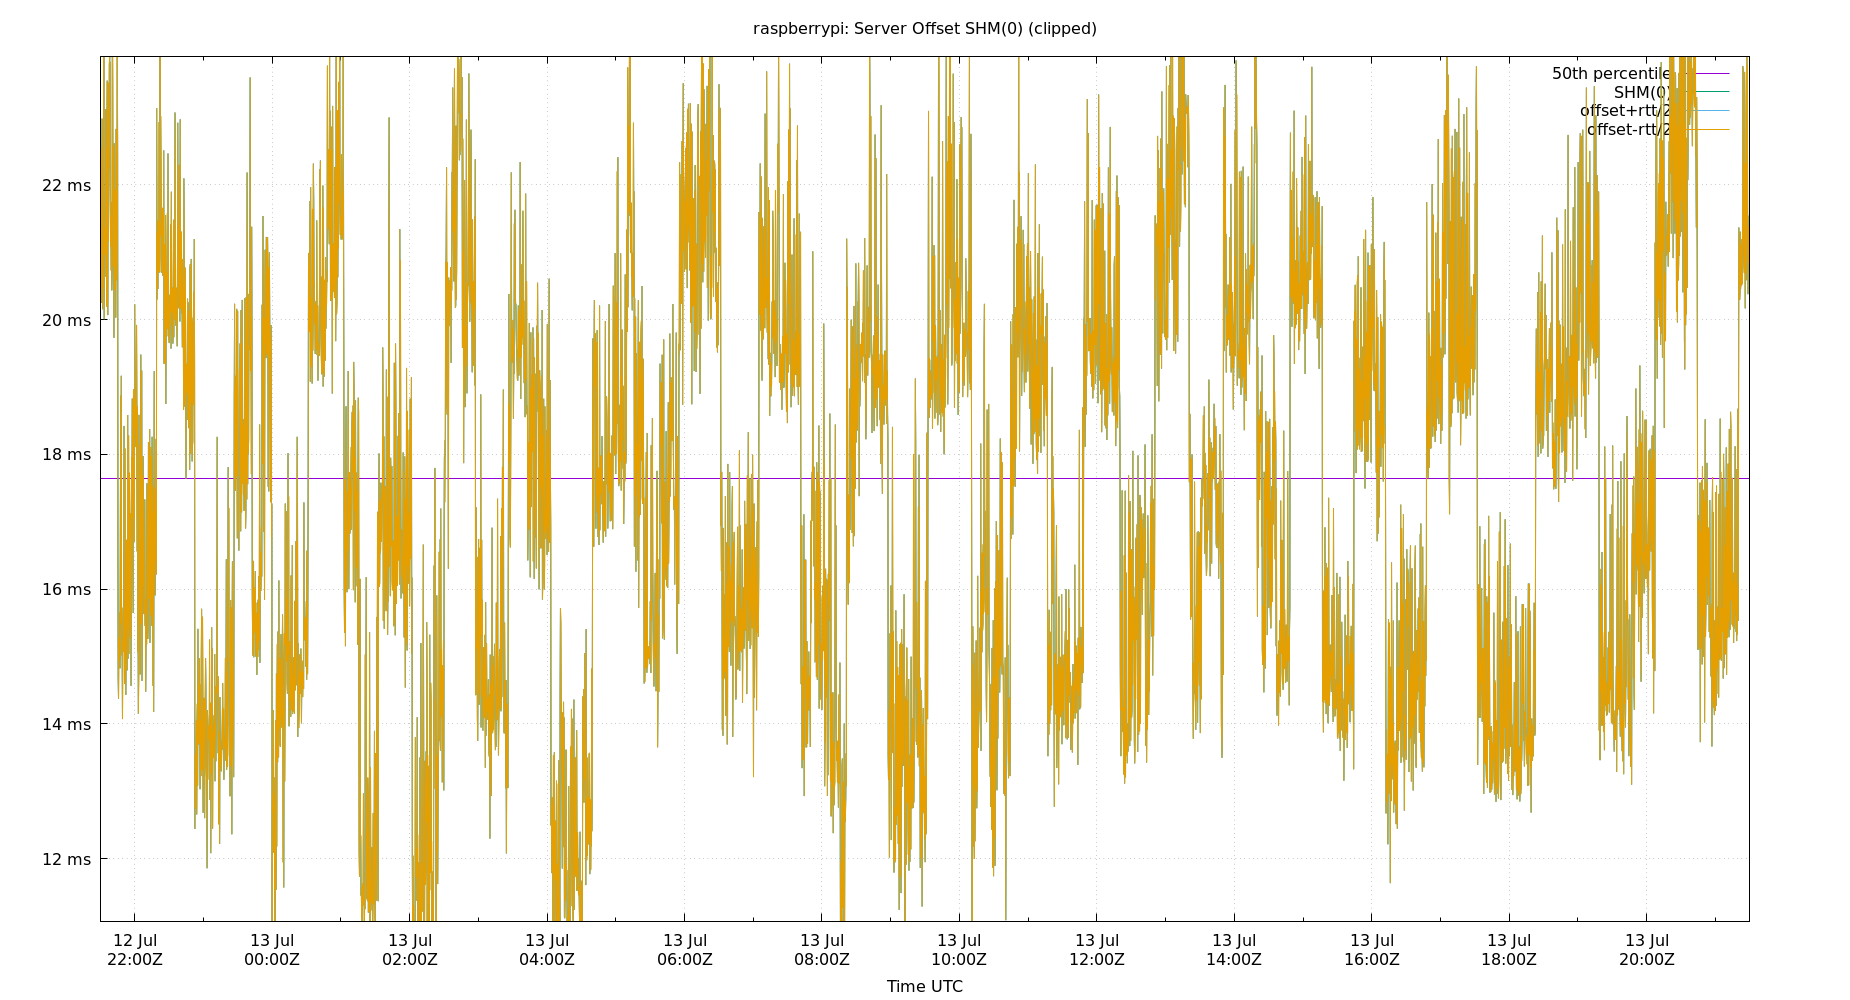 raspberrypi: Server Offset SHM(0) (clipped)
50th percentile
SHM(0)
offset+rtt/2
offset-rtt/2
22 ms
20 ms
18 ms
16 ms
14 ms
12 ms
12 Jul 13 Jul 13 Jul 13 Jul 13 Jul 13 Jul 13 Jul 13 Jul 13 Jul 13 Jul 13 Jul 13 Jul
22:00Z 00:00Z 02:00Z 04:00Z 06:00Z 08:00Z 10:00Z 12:00Z 14:00Z 16:00Z 18:00Z 20:00Z
Time UTC